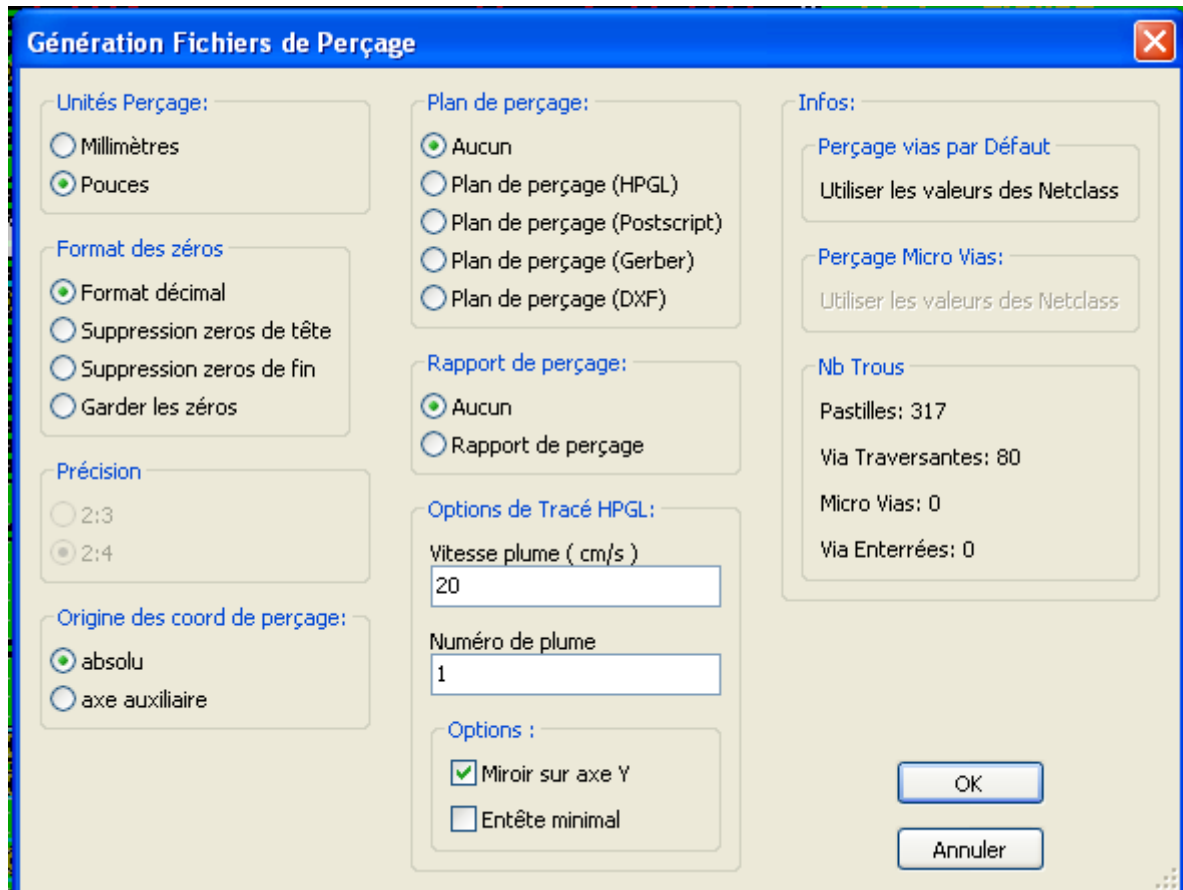 Génération Fichiers de Perçage
Unités Perçage:
Millimètres
Pouces
Format des zéros
Format décimal
Suppression zeros de tête
Suppression zeros de fin
Garder les zéros
Précision
2:3
2:4
Origine des coord de perçage:
absolu
axe auxiliaire
Plan de perçage:
Aucun
Plan de perçage (HPGL)
Plan de perçage (Postscript)
Plan de perçage (Gerber)
Plan de perçage (DXF)
Rapport de perçage:
Aucun
Rapport de perçage
Options de Tracé HPGL:
Vitesse plume ( cm/s )
20
Numéro de plume
1
Options :
Miroir sur axe Y
Entête minimal
Infos:
Perçage vias par Défaut
Utiliser les valeurs des Netclass
Perçage Micro Vias:
Utiliser les valeurs des Netclass
Nb Trous
Pastilles: 317
Via Traversantes: 80
Micro Vias: 0
Via Enterrées: 0
OK
Annuler